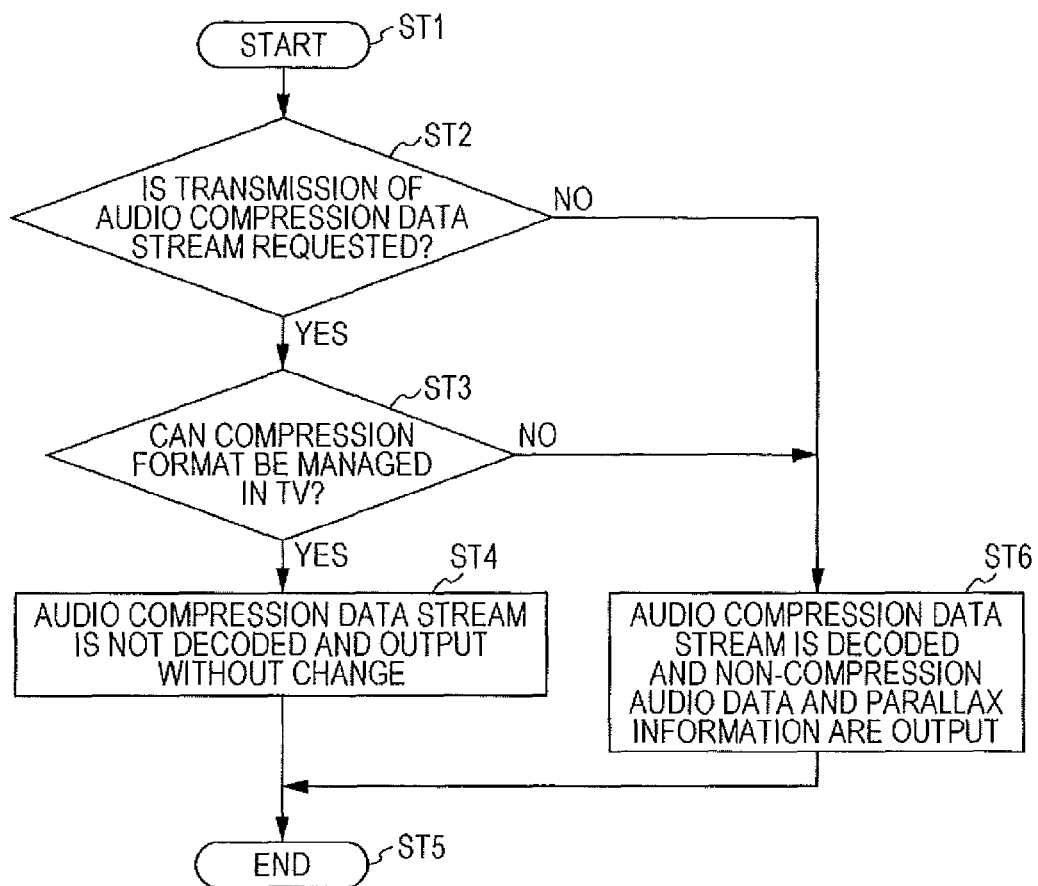 START
ST1
ST2
IS TRANSMISSION OF
AUDIO COMPRESSION DATA
STREAM REQUESTED?
NO
YES
ST3
CAN COMPRESSION
FORMAT BE MANAGED
IN TV?
NO
YES
ST4
AUDIO COMPRESSION DATA STREAM
IS NOT DECODED AND OUTPUT
WITHOUT CHANGE
ST6
AUDIO COMPRESSION DATA
STREAM IS DECODED
AND NON-COMPRESSION
AUDIO DATA AND PARALLAX
INFORMATION ARE OUTPUT
END
ST5